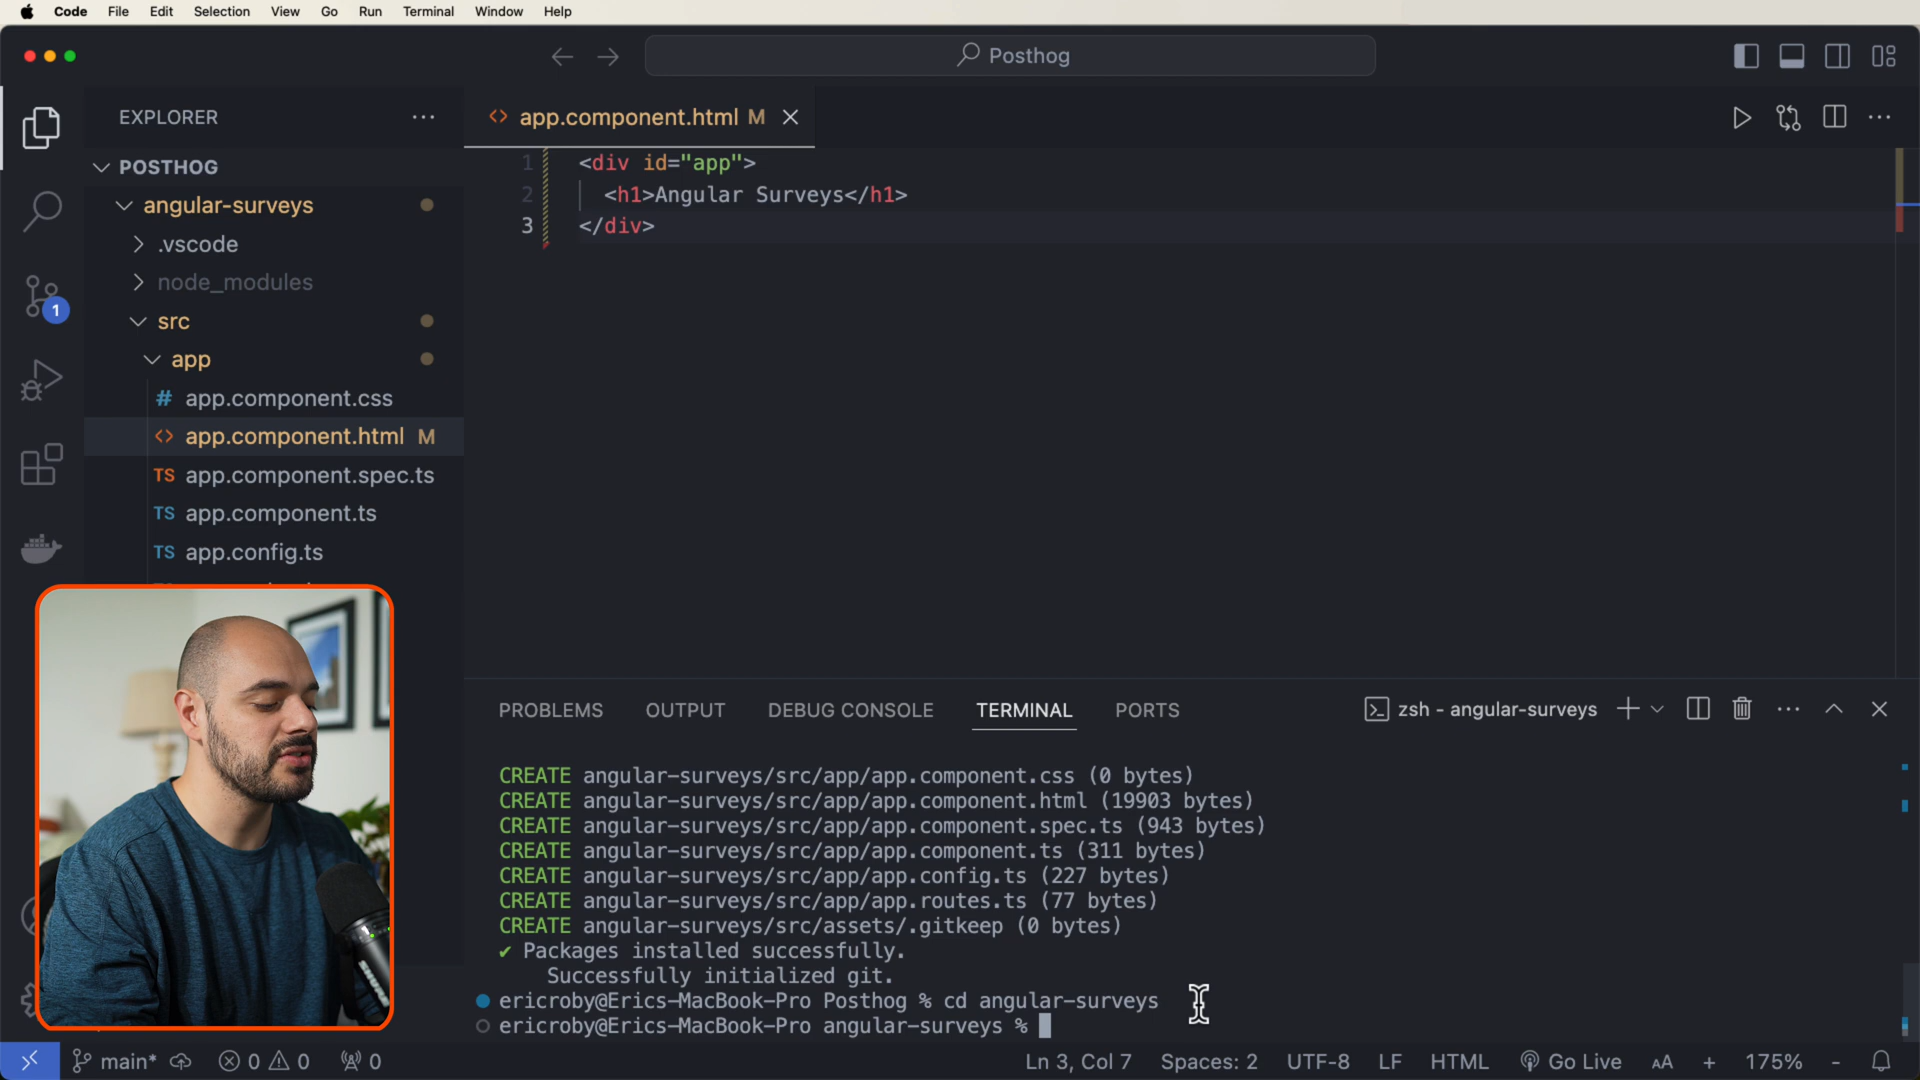 Code File Edit Selection View Go Run Terminal Window Help
Posthog
EXPLORER
POSTHOG
angular-surveys
.vscode
node_modules
src
app
# app.component.css
<> app.component.html M
TS app.component.spec.ts
TS app.component.ts
TS app.config.ts
1
<> app.component.html M
1 <div id="app">
2 <h1>Angular Surveys</h1>
3 </div>
PROBLEMS OUTPUT DEBUG CONSOLE TERMINAL PORTS
zsh - angular-surveys
CREATE angular-surveys/src/app/app.component.css (0 bytes)
CREATE angular-surveys/src/app/app.component.html (19903 bytes)
CREATE angular-surveys/src/app/app.component.spec.ts (943 bytes)
CREATE angular-surveys/src/app/app.component.ts (311 bytes)
CREATE angular-surveys/src/app/app.config.ts (227 bytes)
CREATE angular-surveys/src/app/app.routes.ts (77 bytes)
CREATE angular-surveys/src/assets/.gitkeep (0 bytes)
✔ Packages installed successfully.
Successfully initialized git.
ericroby@Erics-MacBook-Pro Posthog % cd angular-surveys
ericroby@Erics-MacBook-Pro angular-surveys %
main* 0 0 0 Ln 3, Col 7 Spaces: 2 UTF-8 LF HTML Go Live AA + 175% -